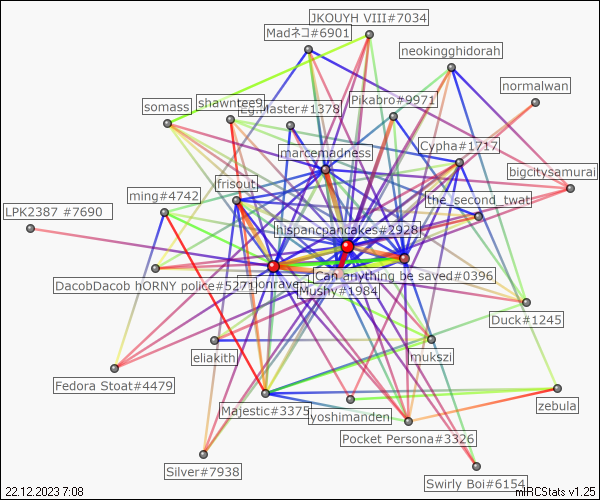 JKOUYH VIII#7034
Madネコ#6901
neokingghidorah
normalwan
Pikabro#9971
shawntee9
somass
marcemadness
Cypha#1717
bigcitysamurai
frisout
ming#4742
the_second_twat
LPK2387 #7690
hispancpancakes#2928
Can anything be saved#0396
DacobDacob hORNY police#5271
Mushy#1984
Duck#1245
eliakith
mukszi
Fedora Stoat#4479
Majestic#3375
yoshimanden
zebula
Pocket Persona#3326
Silver#7938
Swirly Boi#6154
22.12.2023 7:08
mIRCStats v1.25